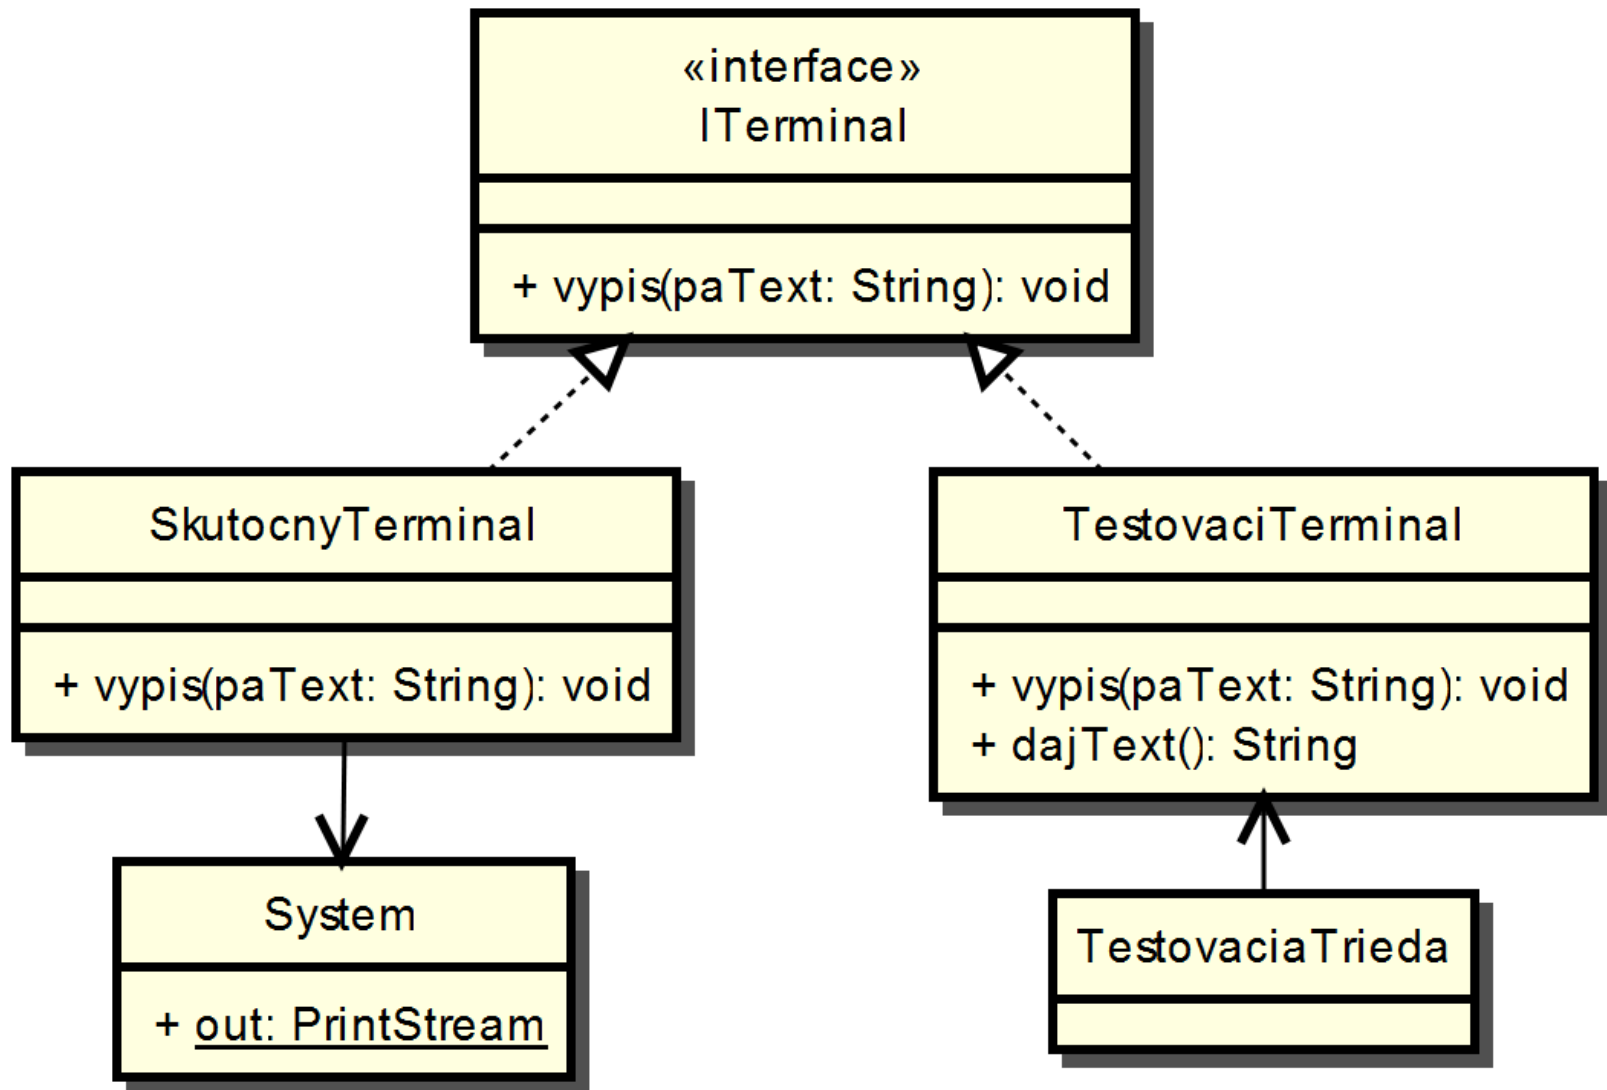 «interface»
ITerminal
+ vypis(paText: String): void
SkutocnyTerminal
+ vypis(paText: String): void
TestovaciTerminal
+ vypis(paText: String): void
+ dajText(): String
System
+ out: PrintStream
TestovaciaTrieda